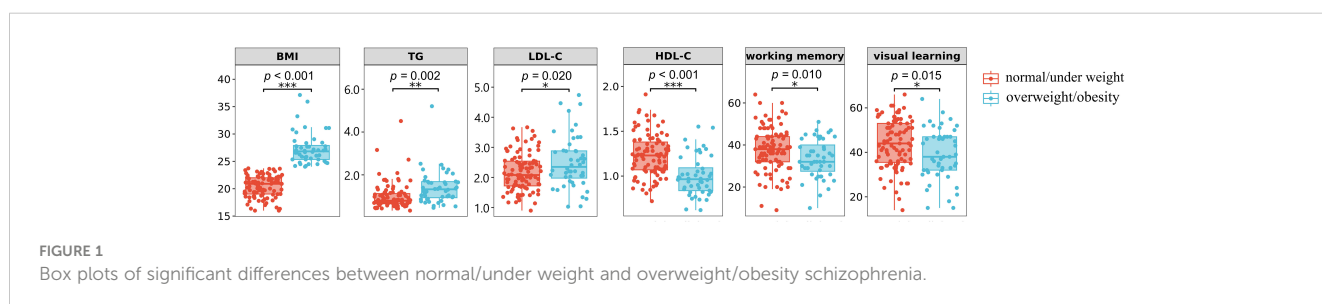 BMI
TG
LDL-C
HDL-C
working memory
visual learning
p < 0.001
***
p = 0.002
**
p = 0.020
*
p < 0.001
***
p = 0.010
*
p = 0.015
*
40
35
30
25
20
15
6.0
4.0
2.0
5.0
4.0
3.0
2.0
1.0
2.0
1.5
1.0
60
40
20
60
40
20
normal/under weight
overweight/obesity
FIGURE 1
Box plots of significant differences between normal/under weight and overweight/obesity schizophrenia.